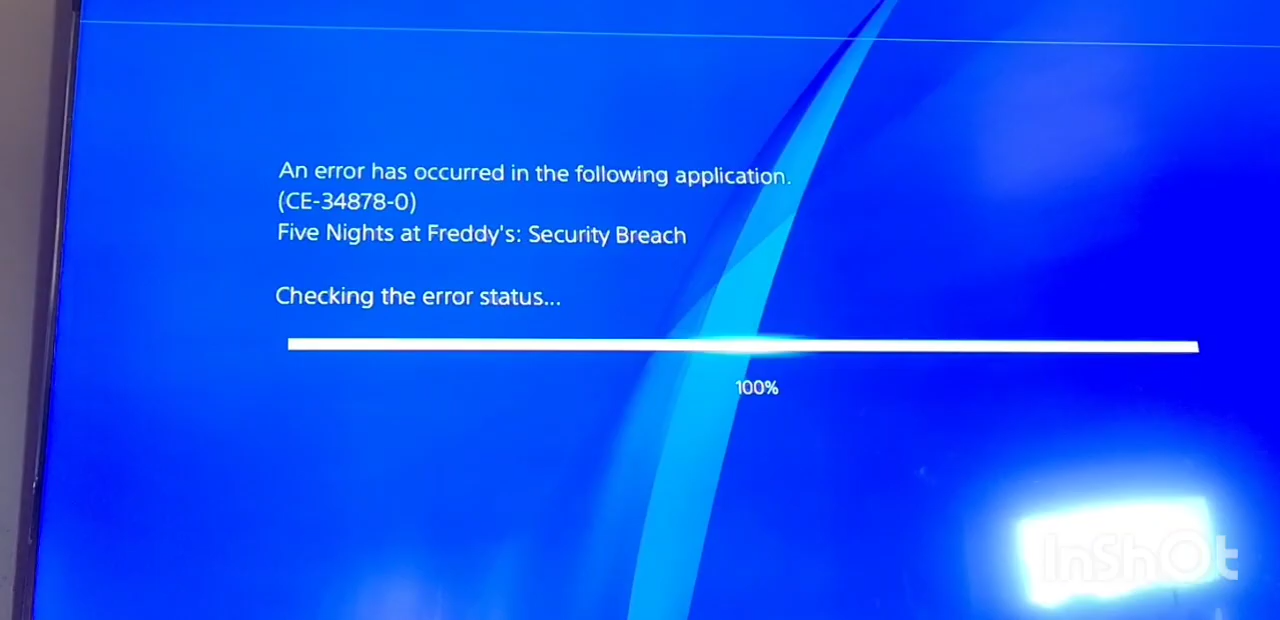 An error has occurred in the following application.
(CE-34878-0)
Five Nights at Freddy's: Security Breach
Checking the error status...
100%
InShOt